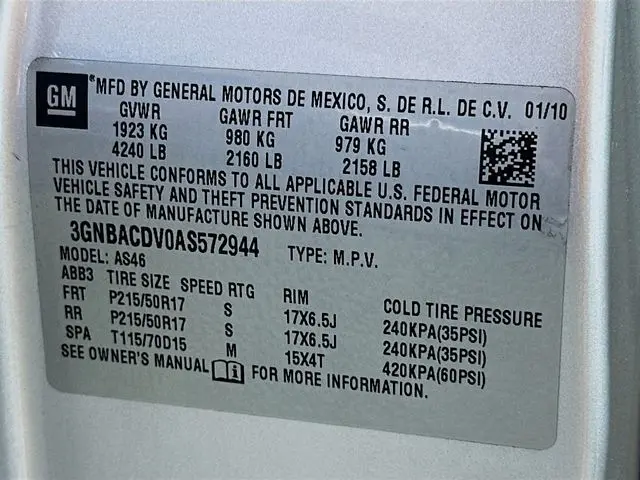 GM *MFD BY GENERAL MOTORS DE MEXICO, S. DE R.L. DE C.V. 01/10
GVWR GAWR FRT GAWR RR
1923 KG 980 KG 979 KG
4240 LB 2160 LB 2158 LB
THIS VEHICLE CONFORMS TO ALL APPLICABLE U.S. FEDERAL MOTOR
VEHICLE SAFETY AND THEFT PREVENTION STANDARDS IN EFFECT ON
THE DATE OF MANUFACTURE SHOWN ABOVE.
3GNBACDV0AS572944 TYPE: M.P.V.
MODEL: AS46
ABB3 TIRE SIZE SPEED RTG RIM COLD TIRE PRESSURE
FRT P215/50R17 S 17X6.5J 240KPA(35PSI)
RR P215/50R17 S 17X6.5J 240KPA(35PSI)
SPA T115/70D15 M 15X4T 420KPA(60PSI)
SEE OWNER'S MANUAL FOR MORE INFORMATION.